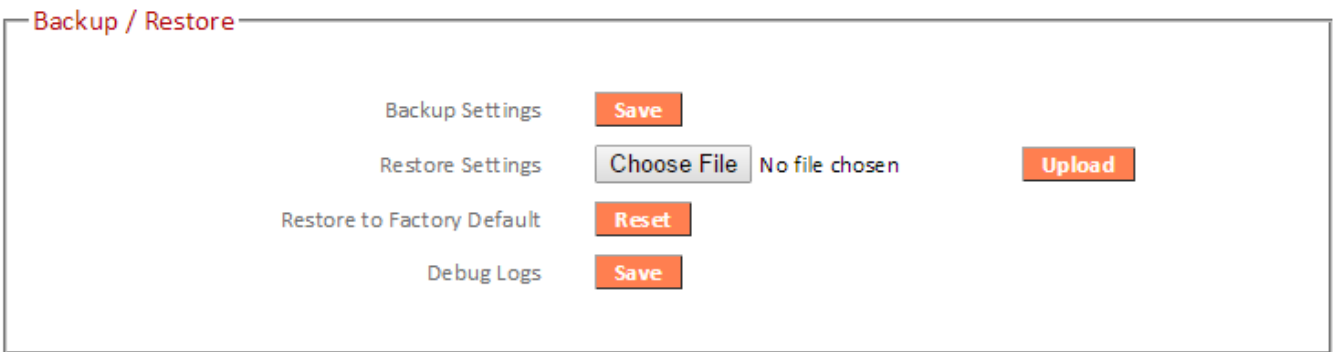 Backup / Restore
Backup Settings Save
Restore Settings Choose File No file chosen Upload
Restore to Factory Default Reset
Debug Logs Save